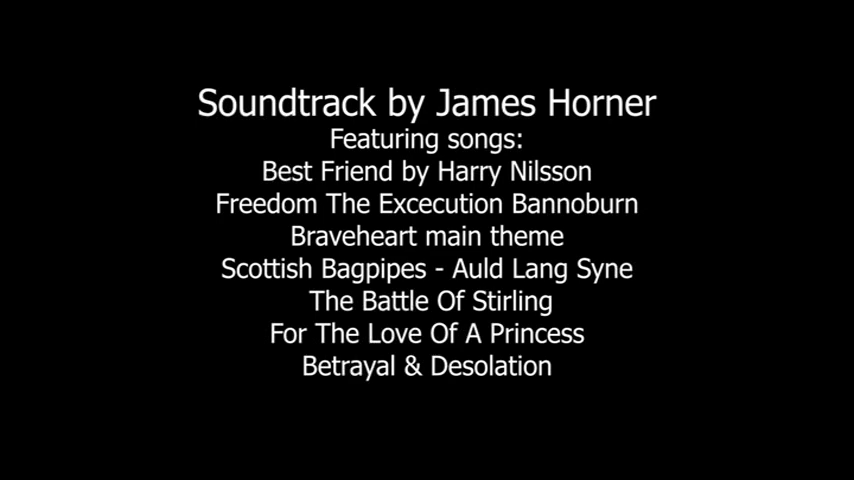 Soundtrack by James Horner
Featuring songs:
Best Friend by Harry Nilsson
Freedom The Excecution Bannoburn
Braveheart main theme
Scottish Bagpipes - Auld Lang Syne
The Battle Of Stirling
For The Love Of A Princess
Betrayal & Desolation